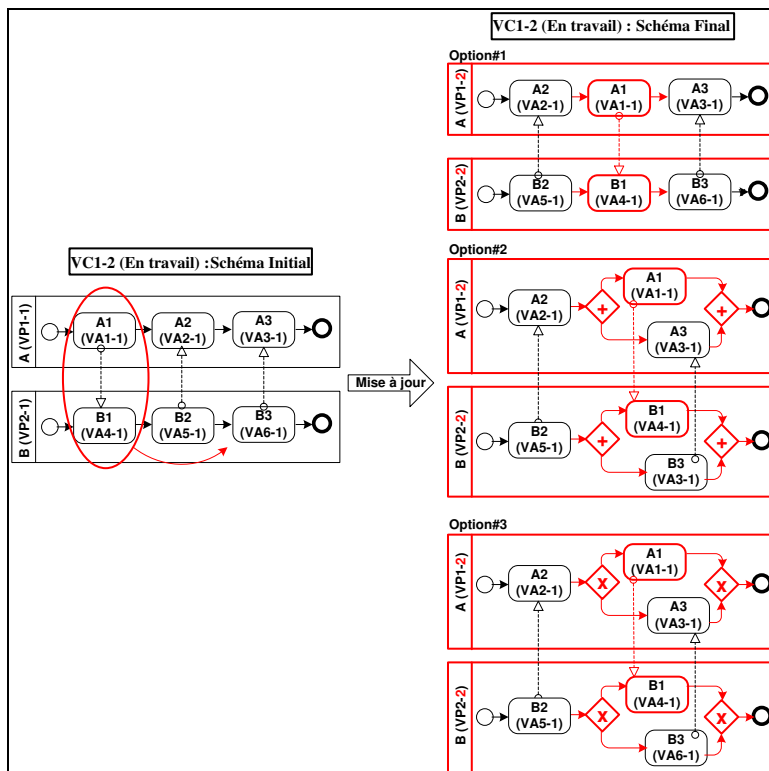 VC1-2 (En travail) : Schéma Final
Option#1
A (VP1-2)
A2
(VA2-1)
A1
(VA1-1)
A3
(VA3-1)
B (VP2-2)
B2
(VA5-1)
B1
(VA4-1)
B3
(VA6-1)
VC1-2 (En travail) :Schéma Initial
A (VP1-1)
A1
(VA1-1)
A2
(VA2-1)
A3
(VA3-1)
B (VP2-1)
B1
(VA4-1)
B2
(VA5-1)
B3
(VA6-1)
Mise à jour
Option#2
A (VP1-2)
A2
(VA2-1)
+
A1
(VA1-1)
A3
(VA3-1)
+
B (VP2-2)
B2
(VA5-1)
+
B1
(VA4-1)
B3
(VA3-1)
+
Option#3
A (VP1-2)
A2
(VA2-1)
X
A1
(VA1-1)
A3
(VA3-1)
X
B (VP2-2)
B2
(VA5-1)
X
B1
(VA4-1)
B3
(VA6-1)
X